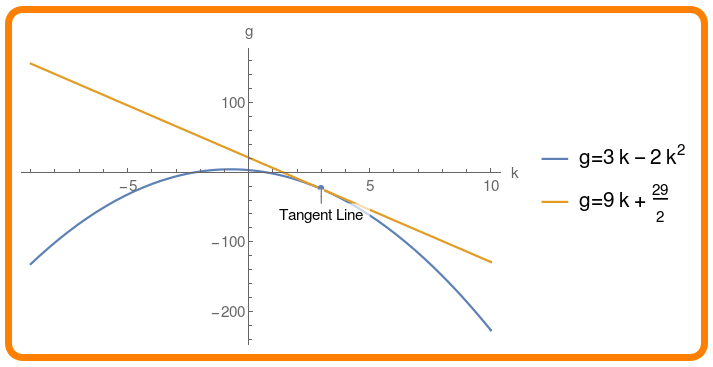 g
100
k
−5
5
10
Tangent Line
−100
−200
g=3 k − 2 k²
g=9 k + 29/2